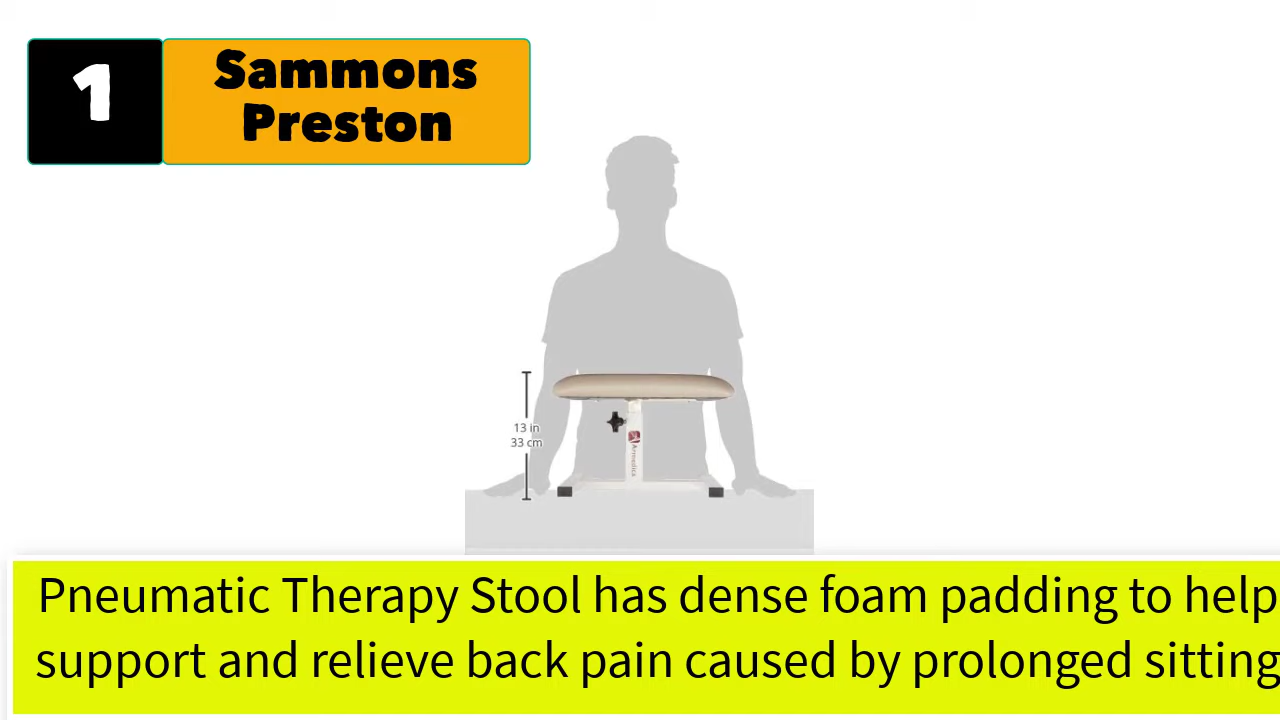 1
Sammons
Preston
13 in
33 cm
Armedica
Pneumatic Therapy Stool has dense foam padding to help
support and relieve back pain caused by prolonged sitting